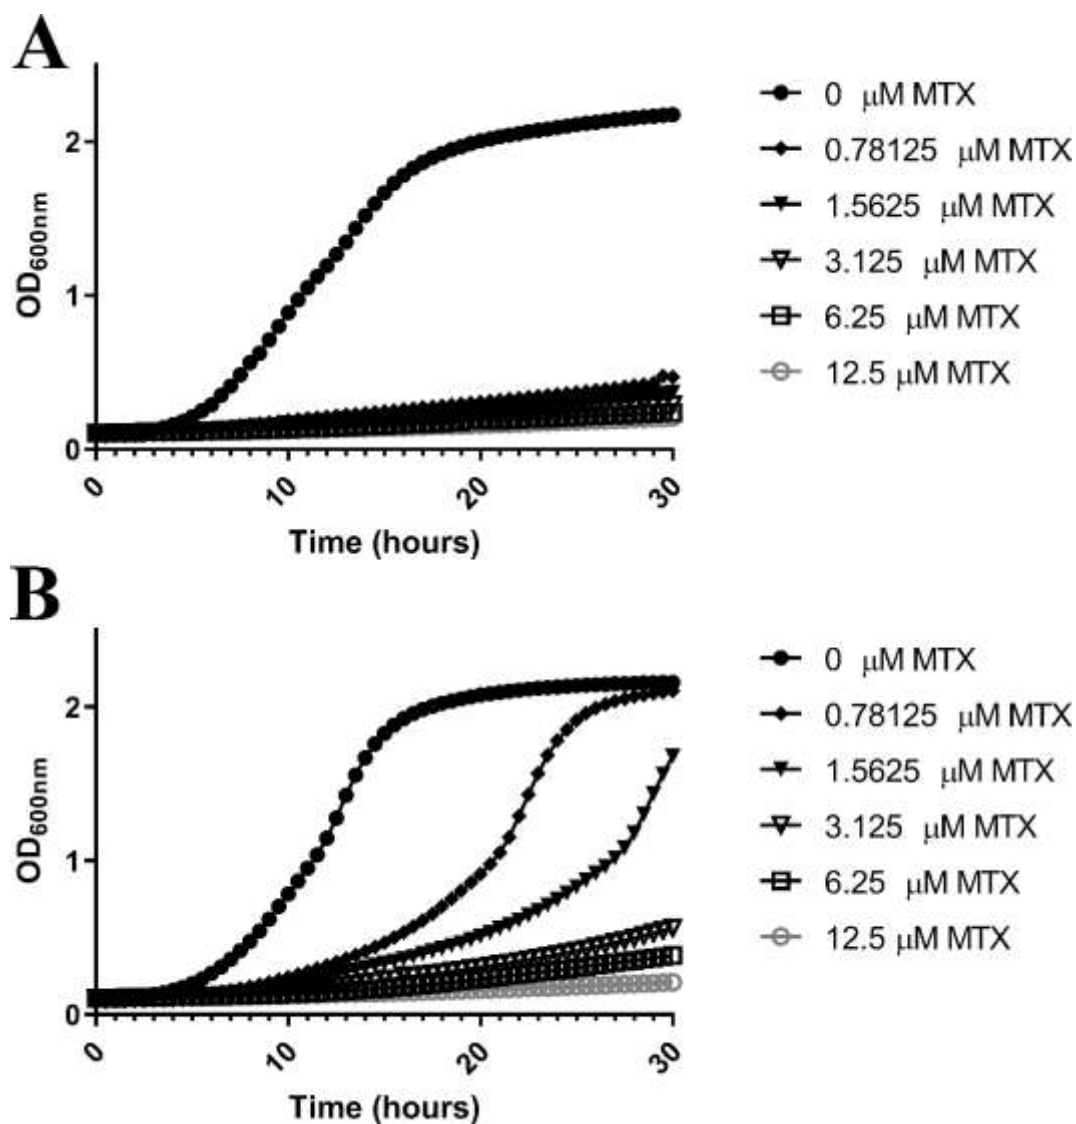 A
OD600nm
2
1
0
0 10 20 30
Time (hours)
0 μM MTX
0.78125 μM MTX
1.5625 μM MTX
3.125 μM MTX
6.25 μM MTX
12.5 μM MTX
B
OD600nm
2
1
0
0 10 20 30
Time (hours)
0 μM MTX
0.78125 μM MTX
1.5625 μM MTX
3.125 μM MTX
6.25 μM MTX
12.5 μM MTX